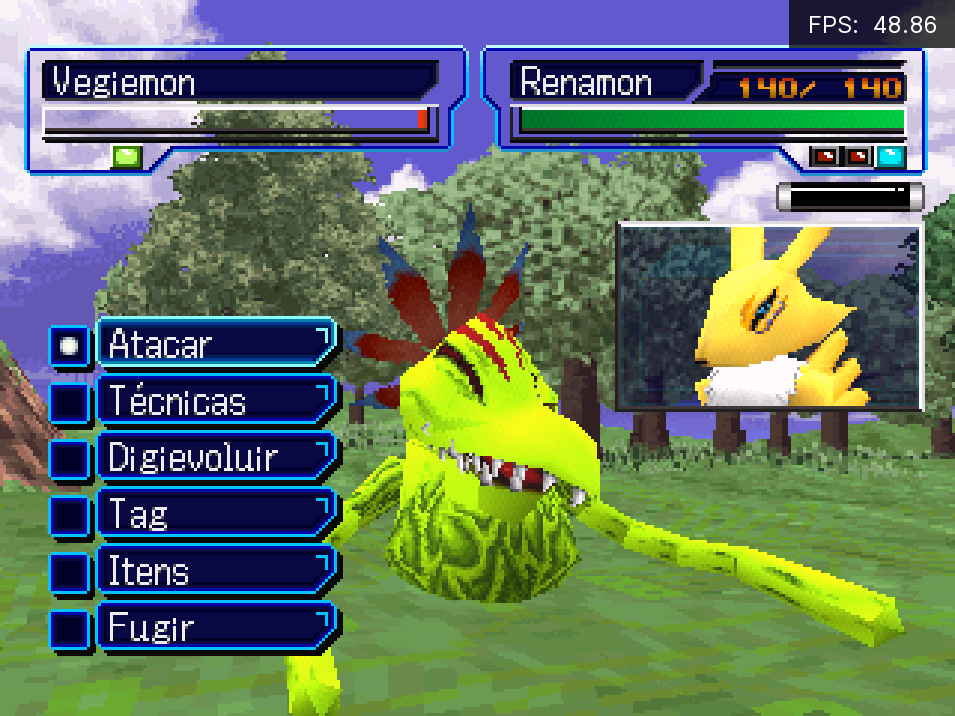 FPS: 48.86
Vegiemon
Renamon
140/ 140
Atacar
Técnicas
Digievoluir
Tag
Itens
Fugir